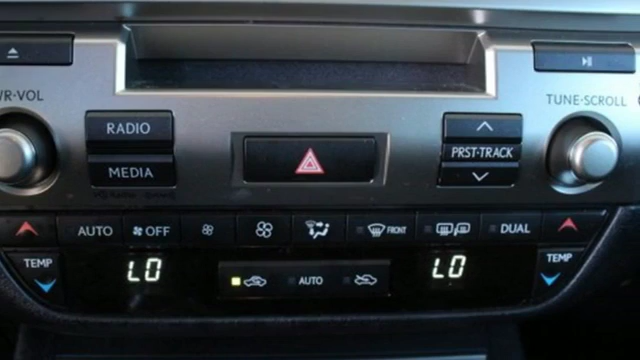 WR-VOL
TUNE-SCROLL
RADIO
MEDIA
PRST-TRACK
AUTO
OFF
FRONT
DUAL
TEMP
LO
AUTO
LO
TEMP